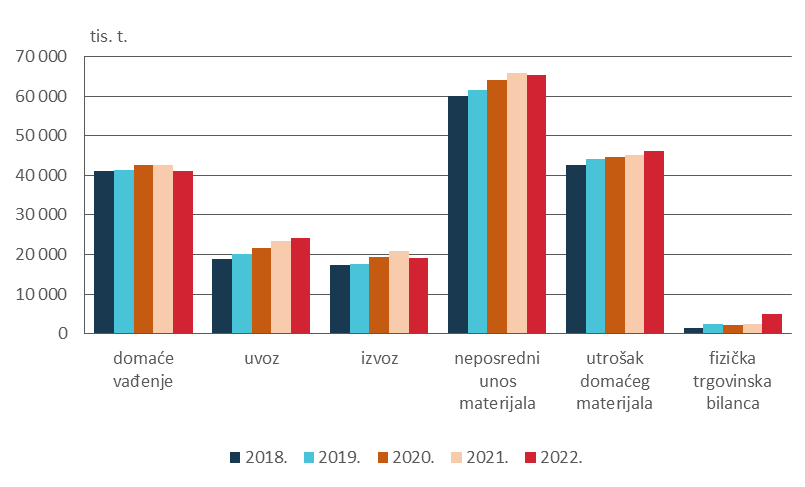 tis. t.
70 000
60 000
50 000
40 000
30 000
20 000
10 000
0
domaće vađenje
uvoz
izvoz
neposredni unos materijala
utrošak domaćeg materijala
fizička trgovinska bilanca
2018. 2019. 2020. 2021. 2022.